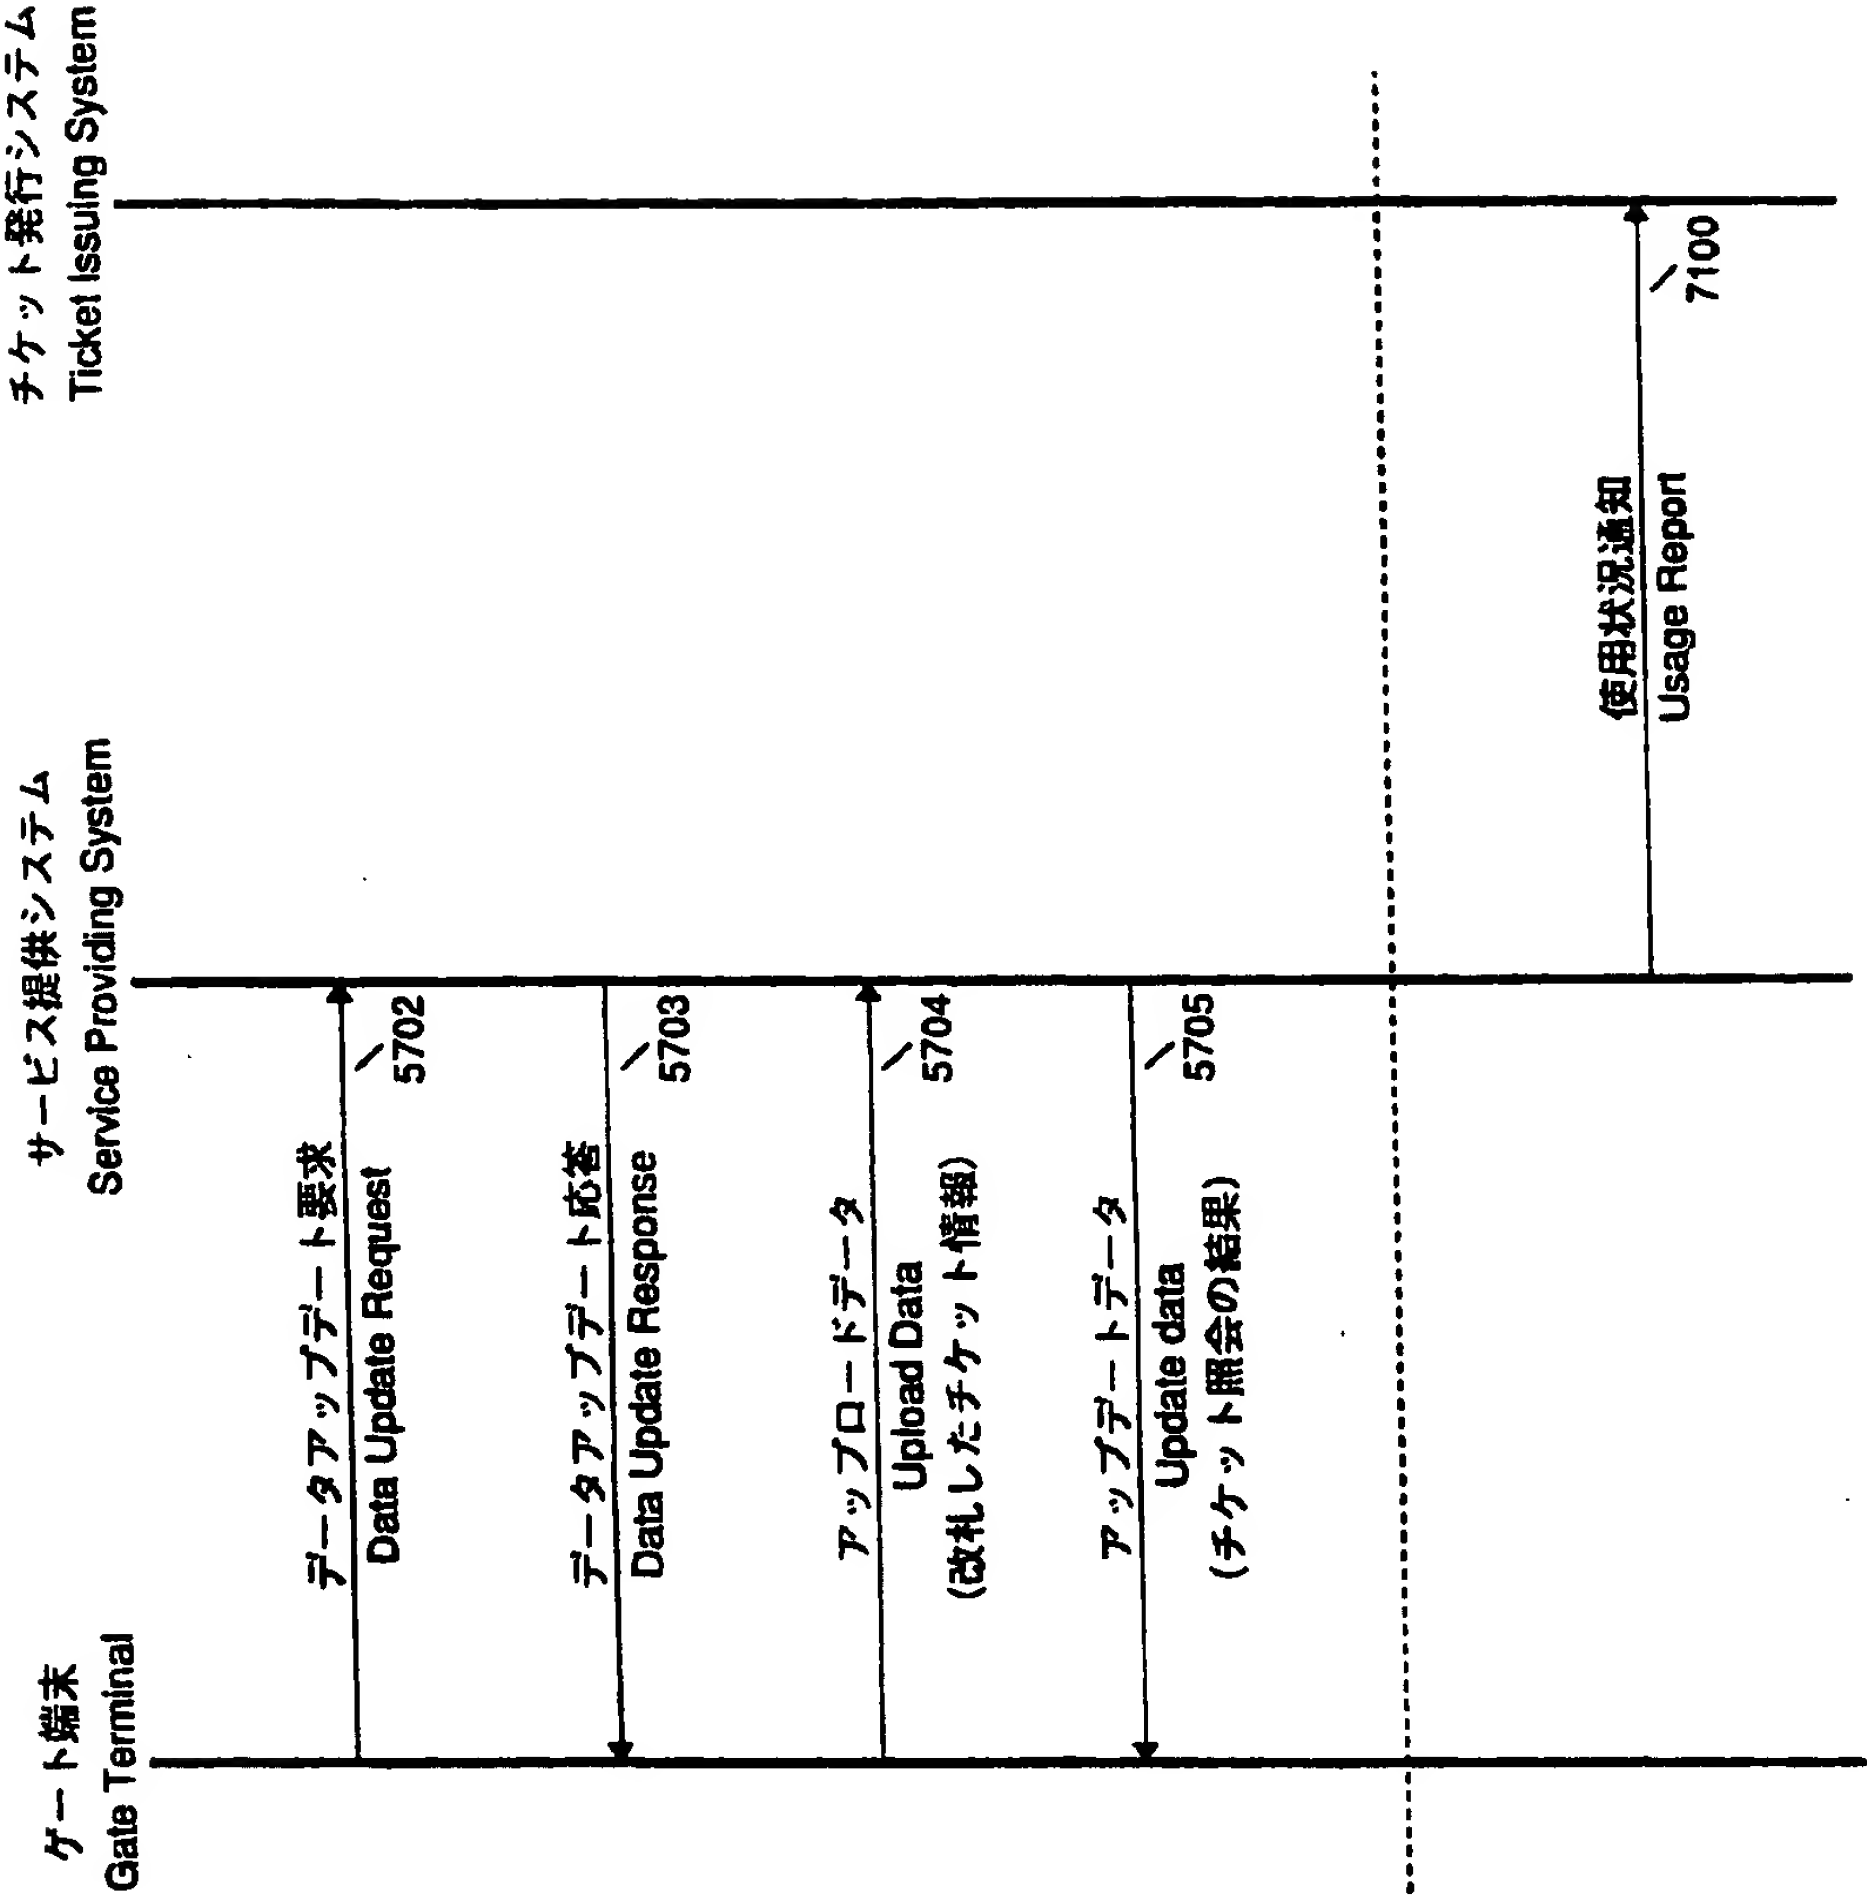 ゲート端末
Gate Terminal
サービス提供システム
Service Providing System
チケット発行システム
Ticket Issuing System
データアップデート要求
Data Update Request
5702
データアップデート応答
Data Update Response
5703
アップロードデータ
Upload Data
(改札したチケット情報)
5704
アップデートデータ
Update data
(チケット照会の結果)
5705
使用状況通知
Usage Report
7100